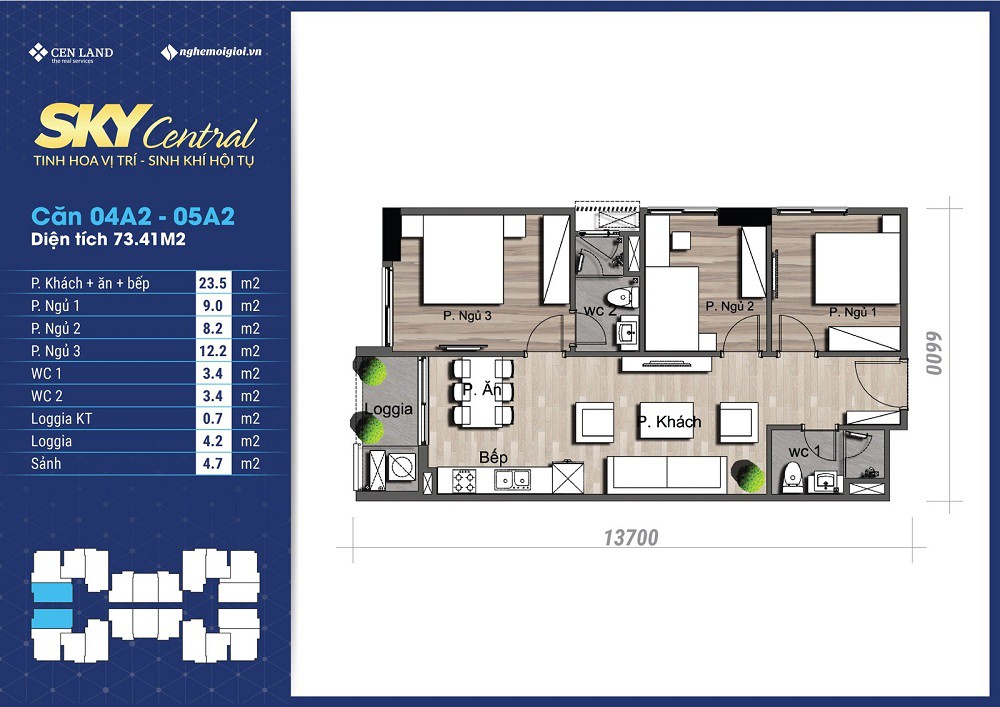 CEN LAND
the real services
nghemoigioi.vn
SKY Central
TINH HOA VỊ TRÍ - SINH KHÍ HỘI TỤ
Căn 04A2 - 05A2
Diện tích 73.41M2
P. Khách + ăn + bếp 23.5 m2
P. Ngủ 1 9.0 m2
P. Ngủ 2 8.2 m2
P. Ngủ 3 12.2 m2
WC 1 3.4 m2
WC 2 3.4 m2
Loggia KT 0.7 m2
Loggia 4.2 m2
Sảnh 4.7 m2
P. Ngủ 3
wc 2
P. Ngủ 2
P. Ngủ 1
6600
P. Ăn
Loggia
P. Khách
Bếp
wc 1
13700